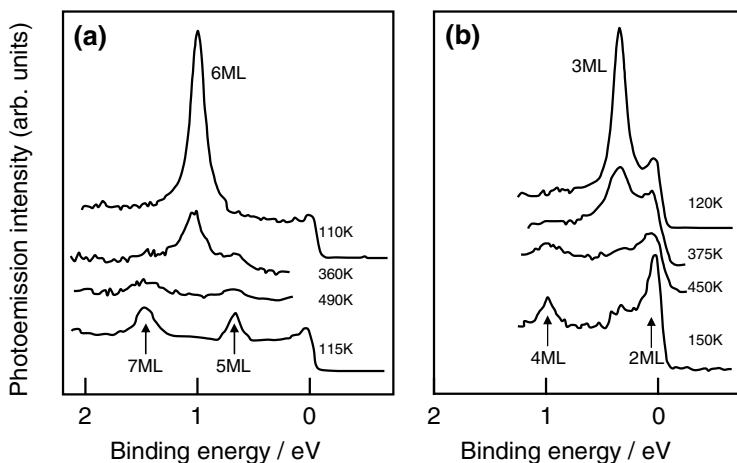 Photoemission intensity (arb. units)
(a)
6ML
110K
360K
490K
115K
7ML
5ML
2
1
0
Binding energy / eV
(b)
3ML
120K
375K
450K
150K
4ML
2ML
2
1
0
Binding energy / eV